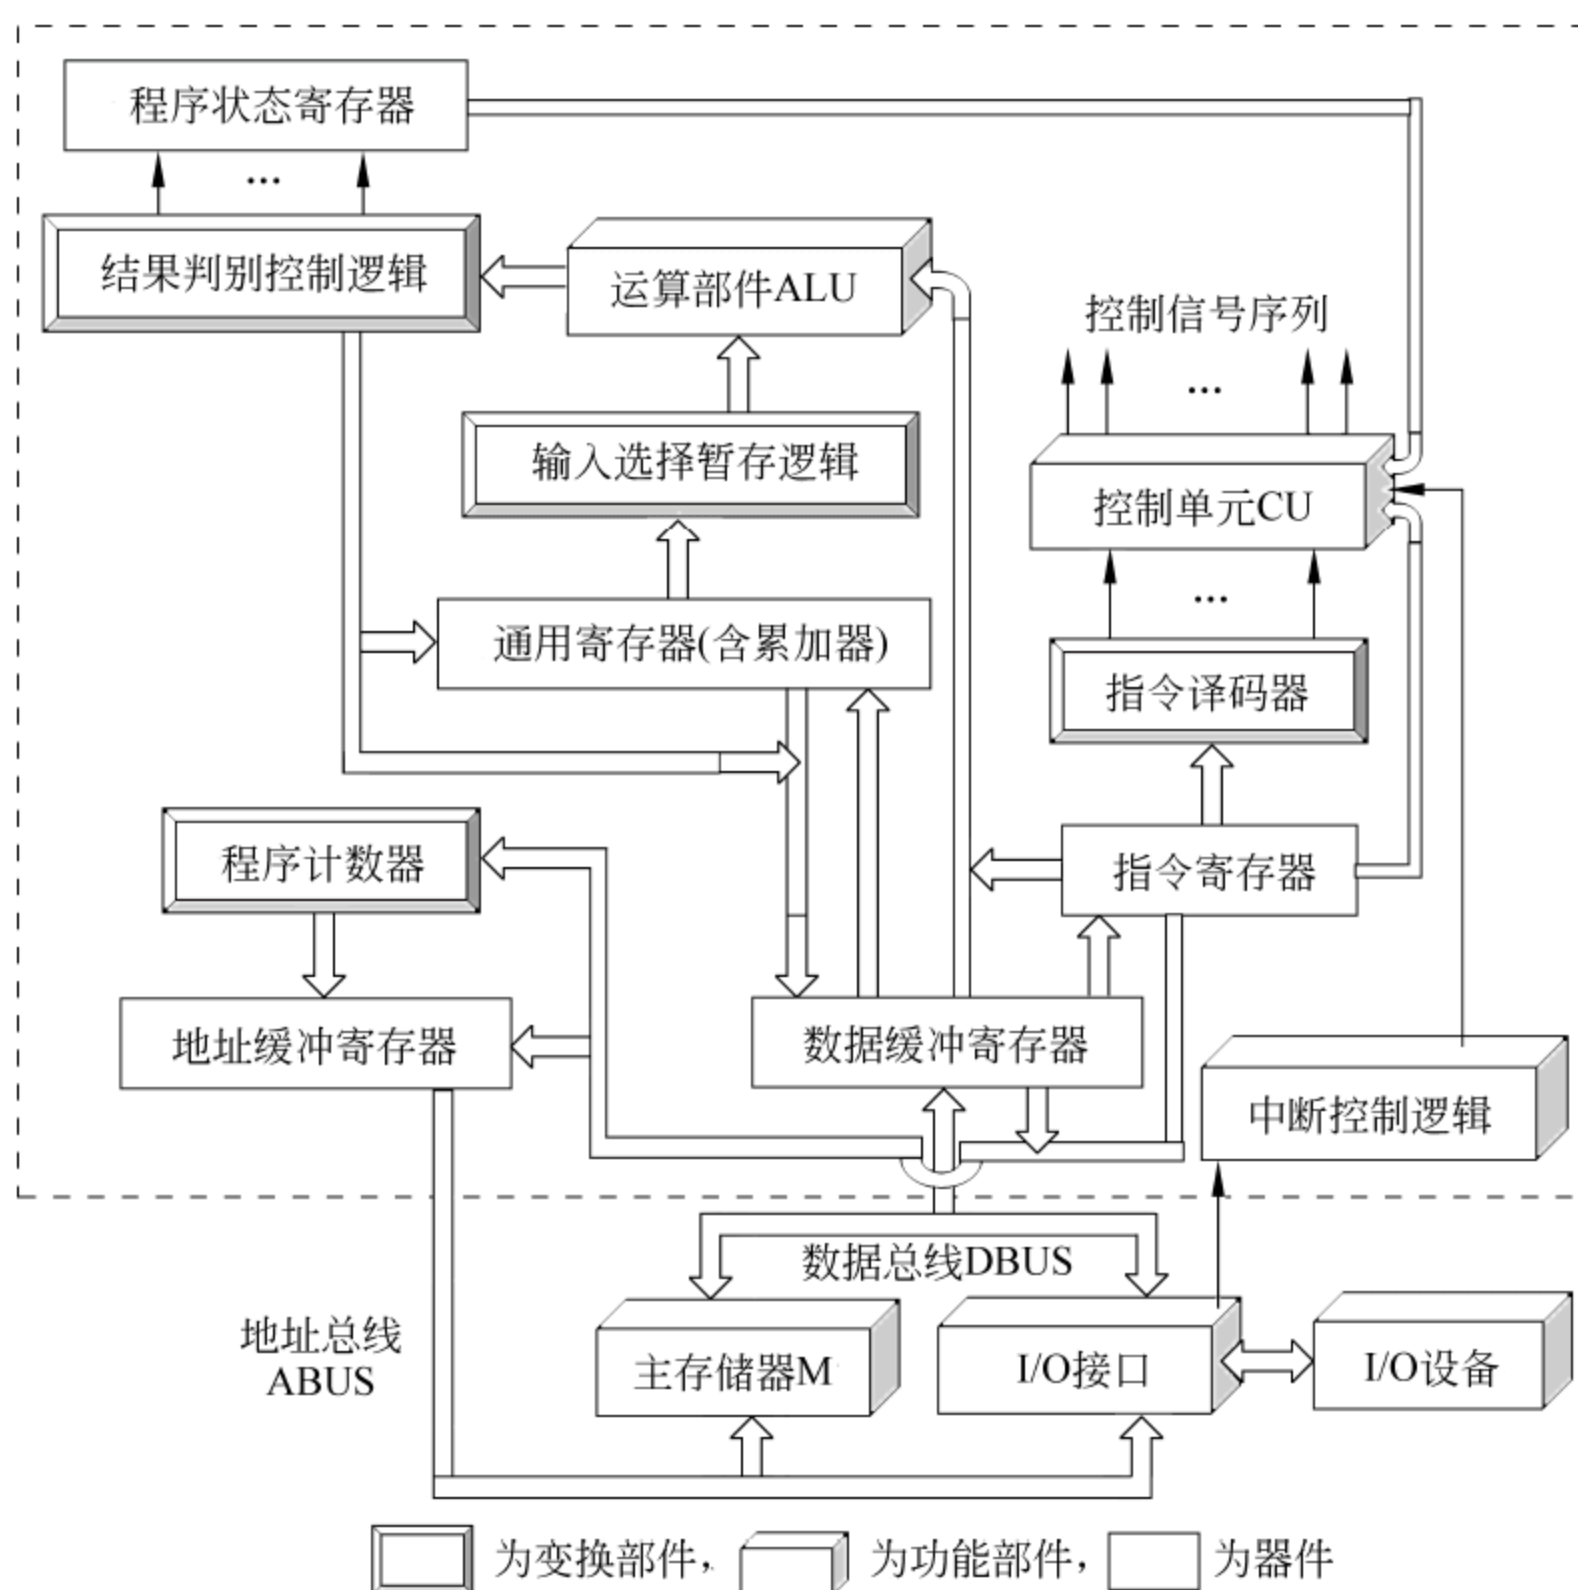 程序状态寄存器
...
结果判别控制逻辑
运算部件ALU
控制信号序列
...
输入选择暂存逻辑
控制单元CU
...
通用寄存器(含累加器)
指令译码器
程序计数器
指令寄存器
地址缓冲寄存器
数据缓冲寄存器
中断控制逻辑
数据总线DBUS
地址总线
ABUS
主存储器M
I/O接口
I/O设备
为变换部件,
为功能部件,
为器件